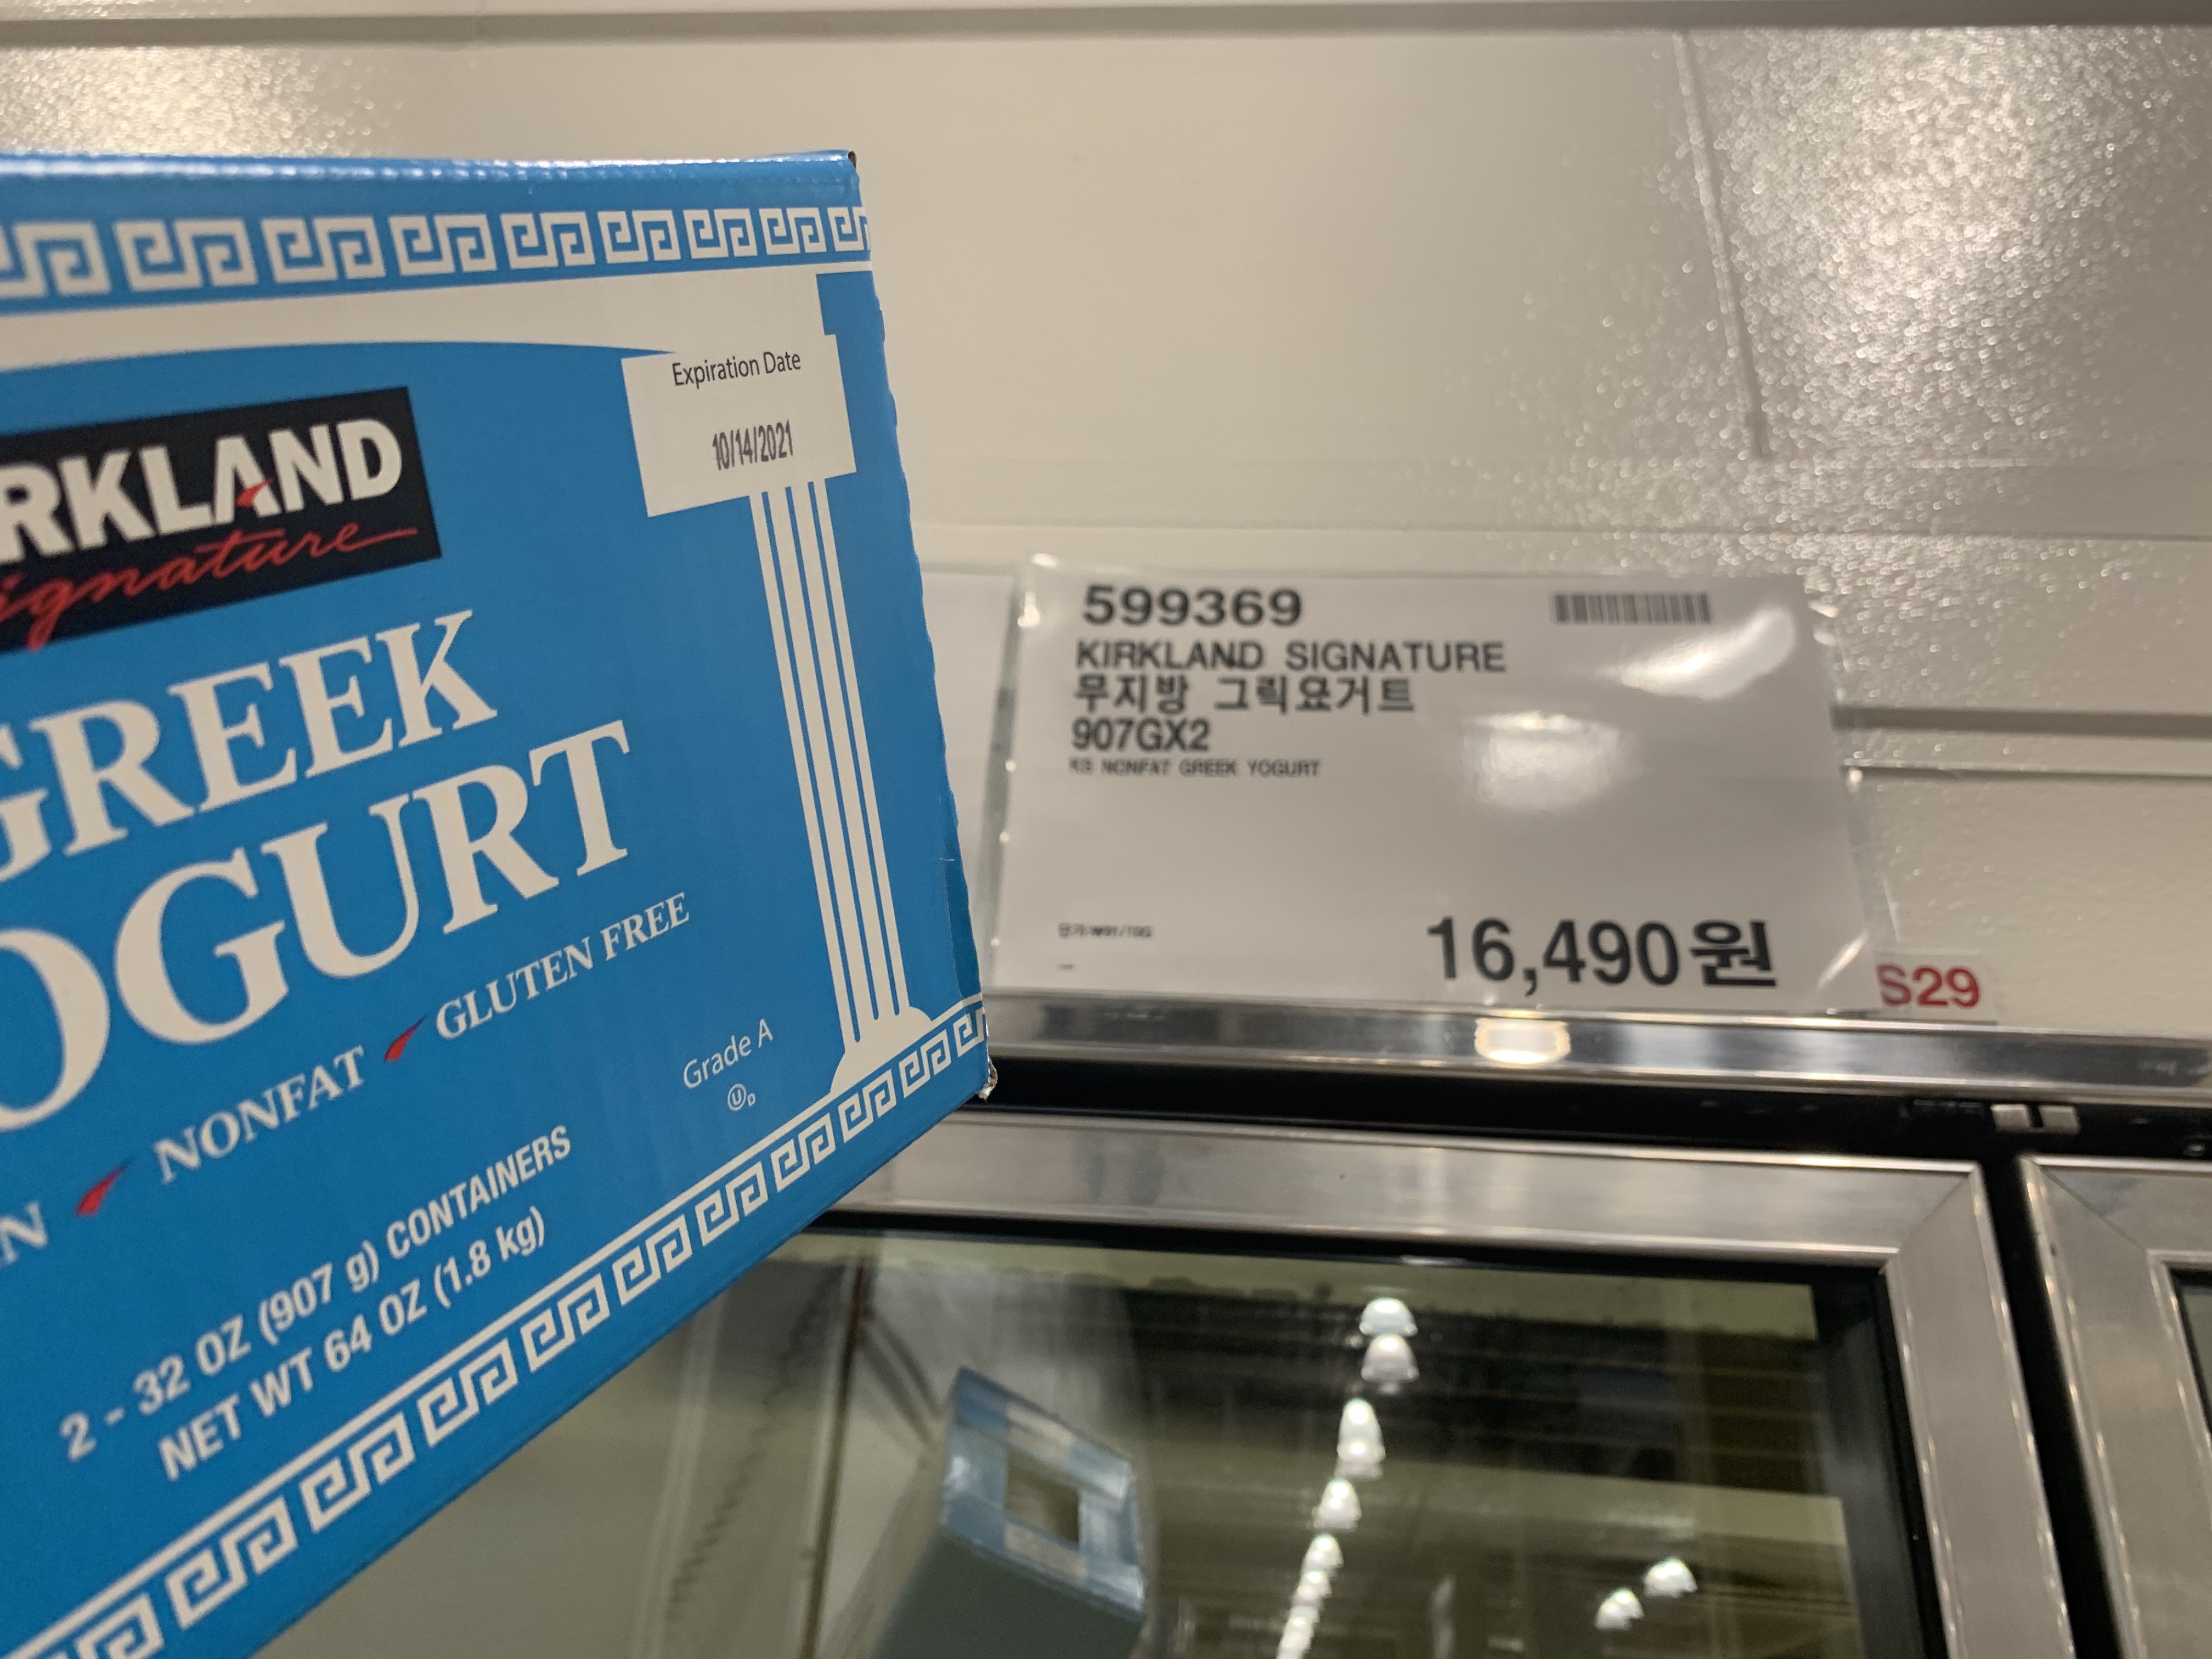 Expiration Date
10/14/2021
RKLAND
ignature
GREEK
OGURT
N NONFAT GLUTEN FREE
Grade A
2 - 32 OZ (907 g) CONTAINERS
NET WT 64 OZ (1.8 kg)
599369
KIRKLAND SIGNATURE
무지방 그릭요거트
907GX2
KS NONFAT GREEK YOGURT
16,490원
S29